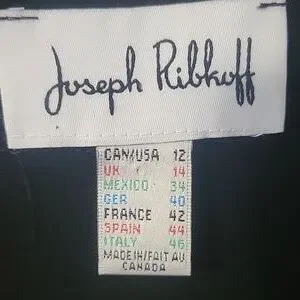 Joseph Ribkoff
CAN/USA 12
UK 14
MEXICO 34
GER 40
FRANCE 42
SPAIN 44
ITALY 46
MADE IN/FAIT AU
CANADA